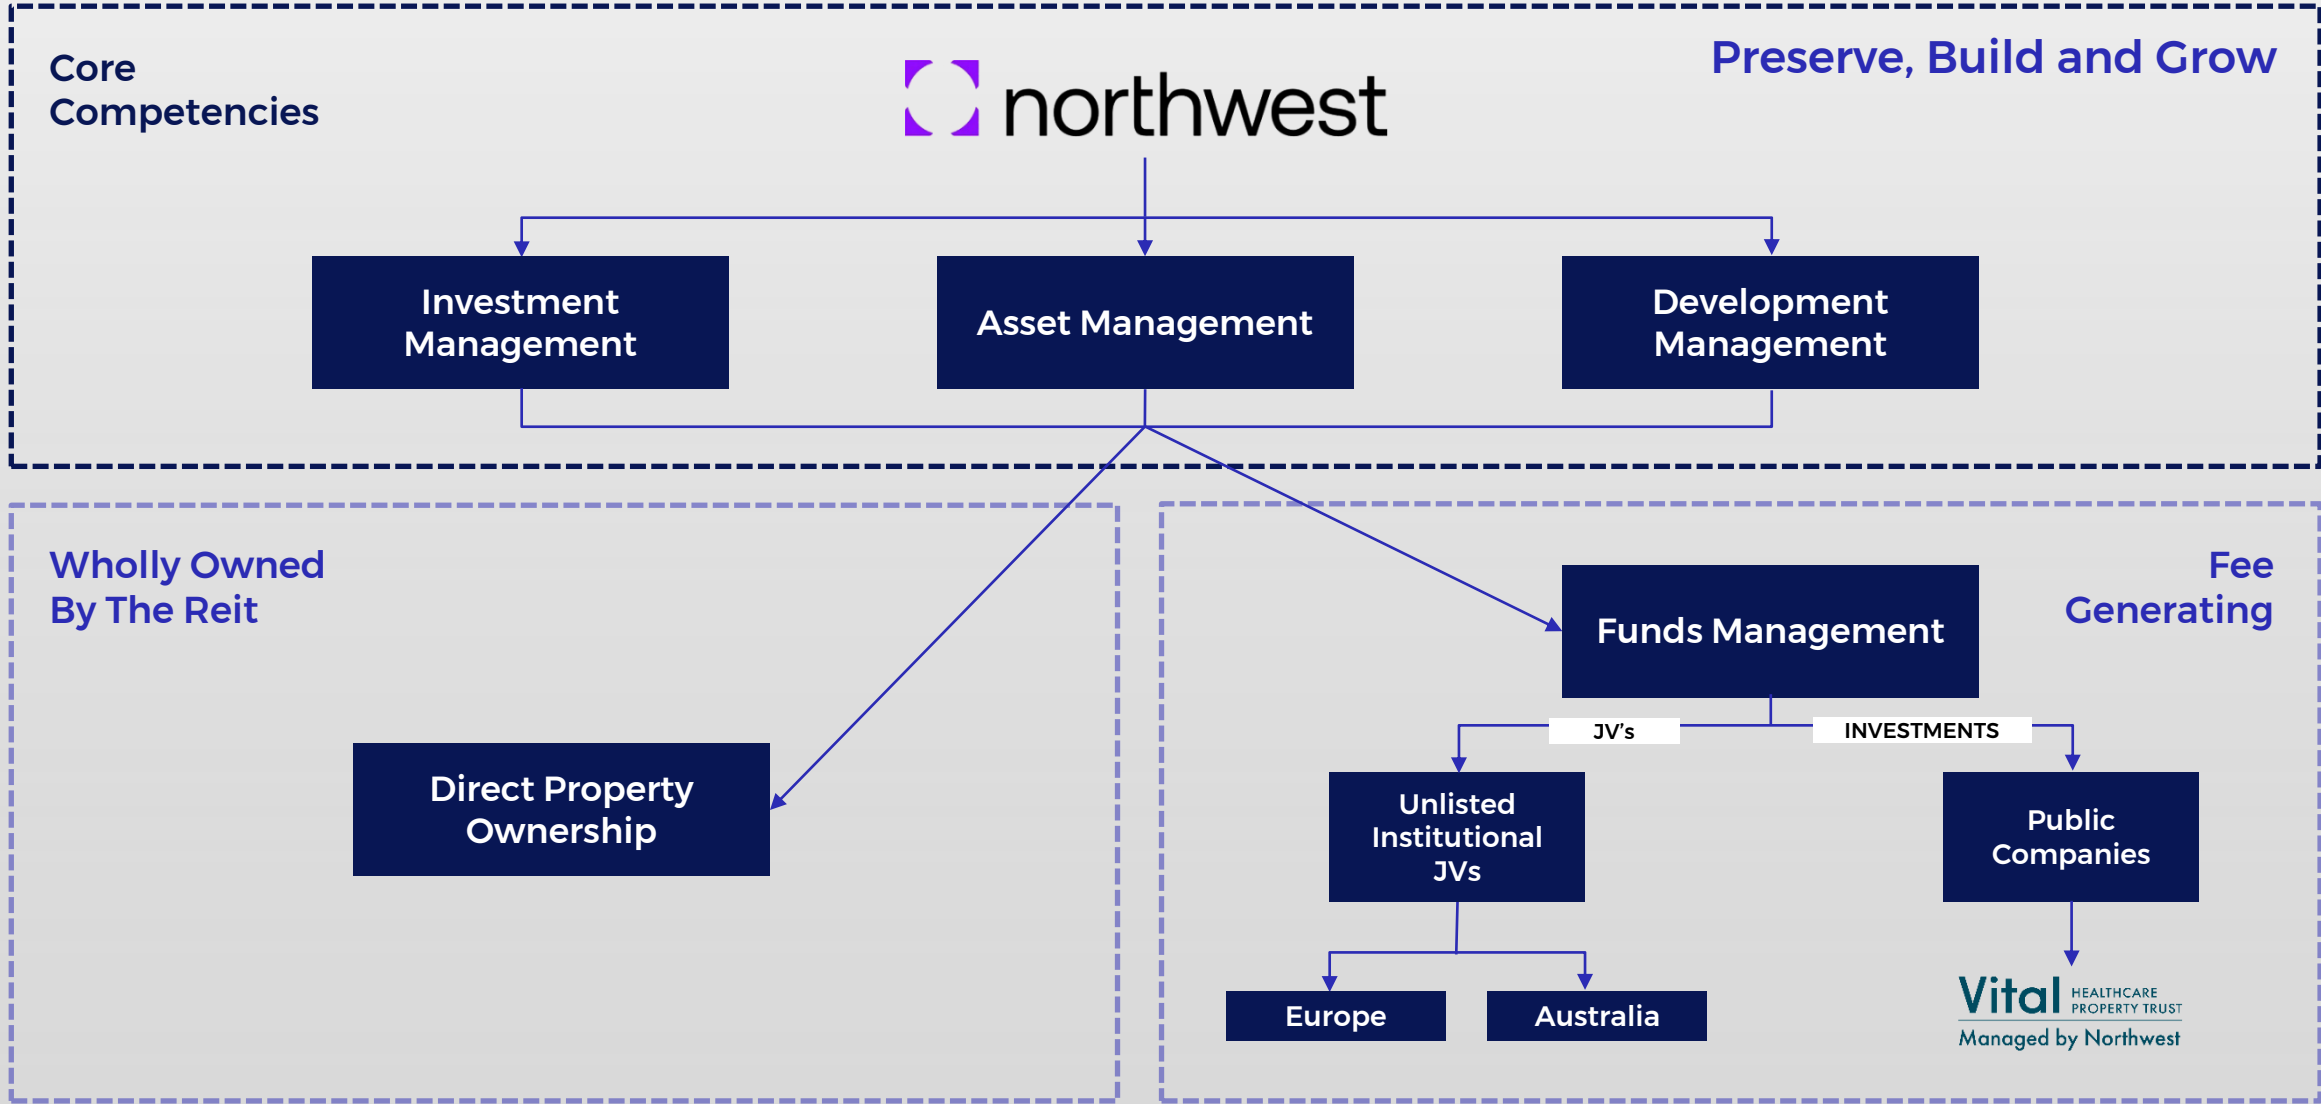 Core
Competencies
northwest
Preserve, Build and Grow
Investment
Management
Asset Management
Development
Management
Wholly Owned
By The Reit
Direct Property
Ownership
Fee
Generating
Funds Management
JV's
INVESTMENTS
Unlisted
Institutional
JVs
Public
Companies
Europe
Australia
Vital HEALTHCARE
PROPERTY TRUST
Managed by Northwest